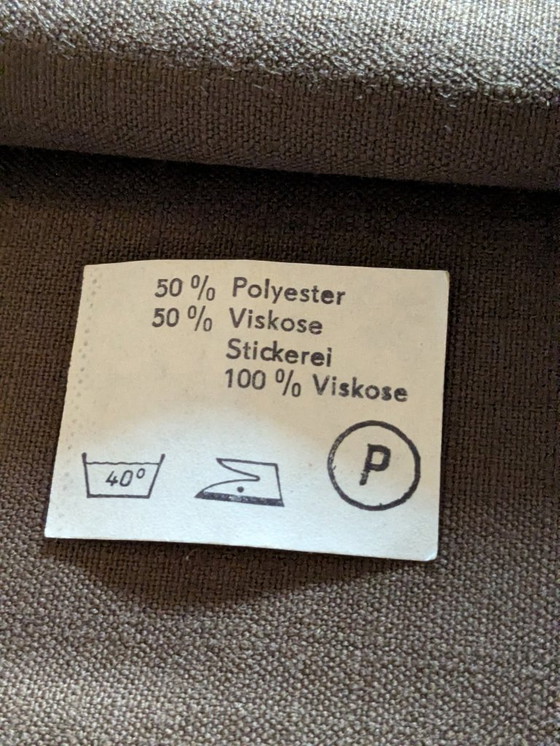 50 % Polyester
50 % Viskose
Stickerei
100 % Viskose
40°
P